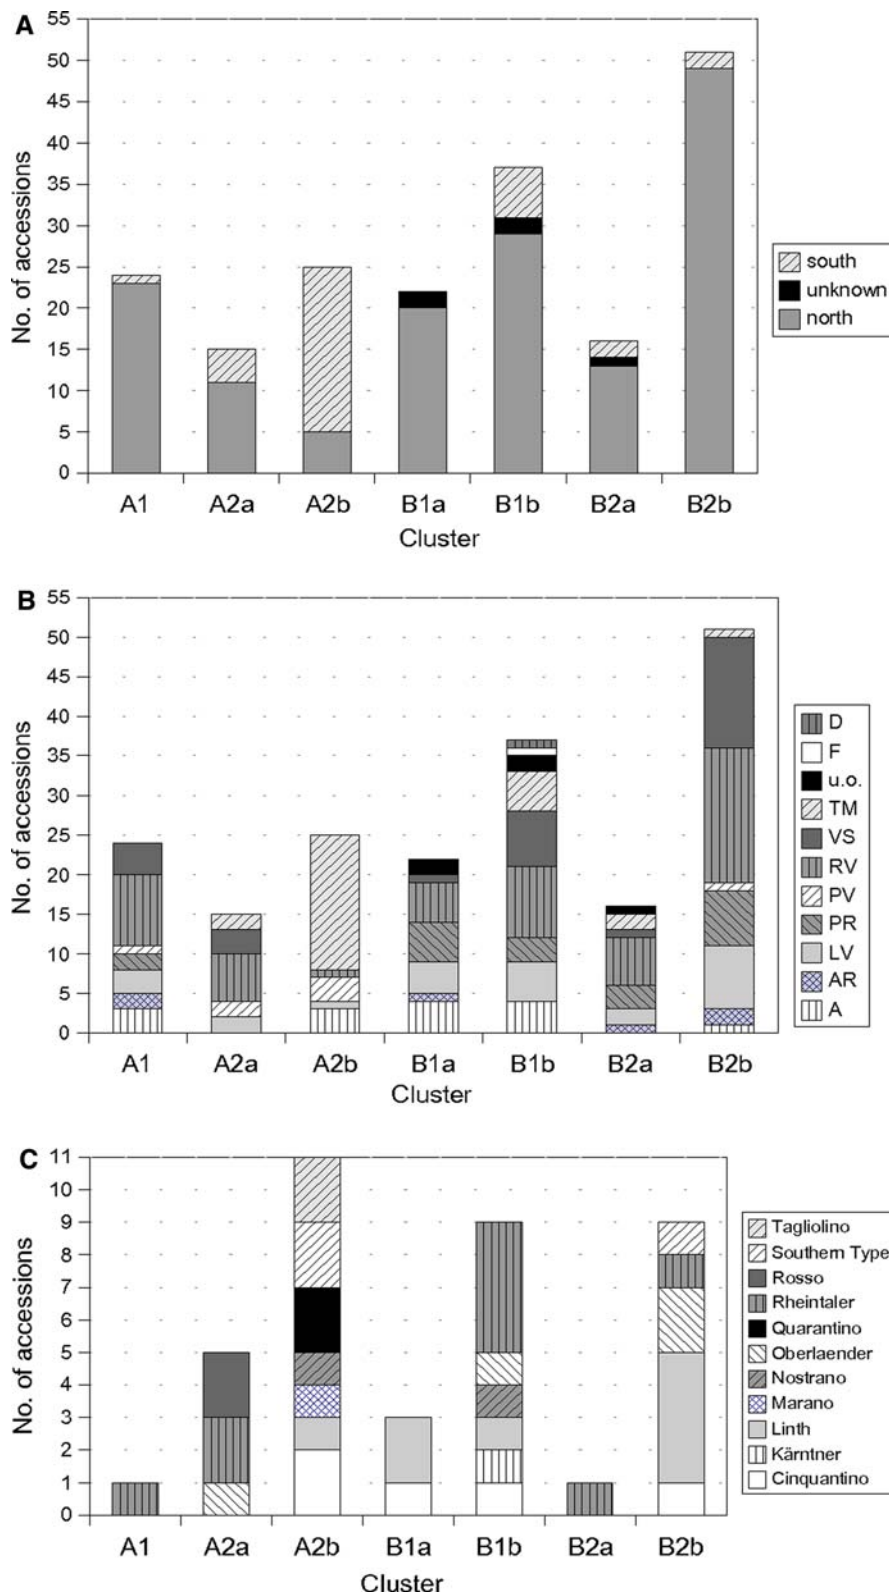 A
No. of accessions
55
50
45
40
35
30
25
20
15
10
5
0
A1 A2a A2b B1a B1b B2a B2b
Cluster
south
unknown
north
B
No. of accessions
55
50
45
40
35
30
25
20
15
10
5
0
A1 A2a A2b B1a B1b B2a B2b
Cluster
D
F
u.o.
TM
VS
RV
PV
PR
LV
AR
A
C
No. of accessions
11
10
9
8
7
6
5
4
3
2
1
0
A1 A2a A2b B1a B1b B2a B2b
Cluster
Tagliolino
Southern Type
Rosso
Rheintaler
Quarantino
Oberlaender
Nostrano
Marano
Linth
Kärntner
Cinquantino